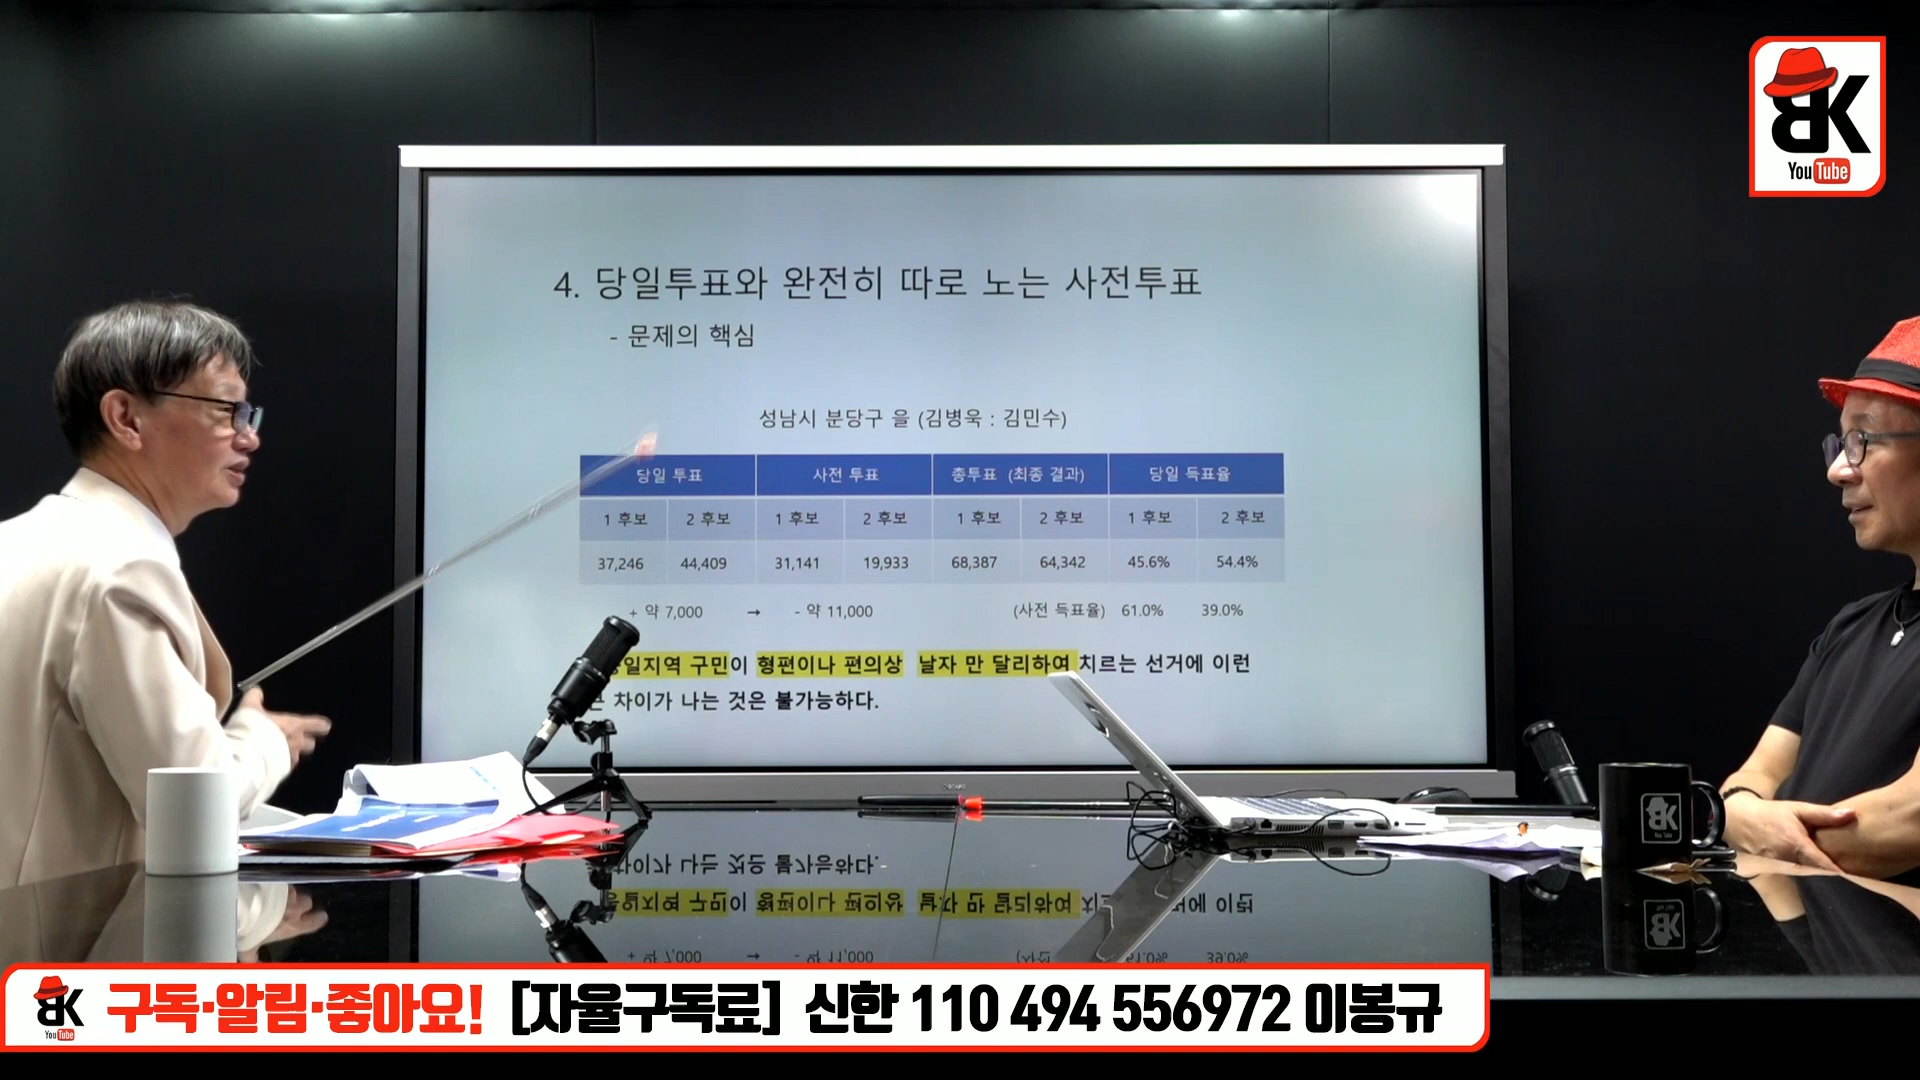 BK
YouTube
4. 당일투표와 완전히 따로 노는 사전투표
- 문제의 핵심
성남시 분당구 을 (김병욱 : 김민수)
당일 투표 사전 투표 총투표 (최종 결과) 당일 득표율
1 후보 2 후보 1 후보 2 후보 1 후보 2 후보 1 후보 2 후보
37,246 44,409 31,141 19,933 68,387 64,342 45.6% 54.4%
+ 약 7,000 → - 약 11,000 (사전 득표율) 61.0% 39.0%
구민이 형편이나 편의상 날자 만 달리하여 치르는 선거에 이런
차이가 나는 것은 불가능하다.
BK
YouTube
BK YouTube 구독·알림·좋아요! [자율구독료] 신한 110 494 556972 이봉규